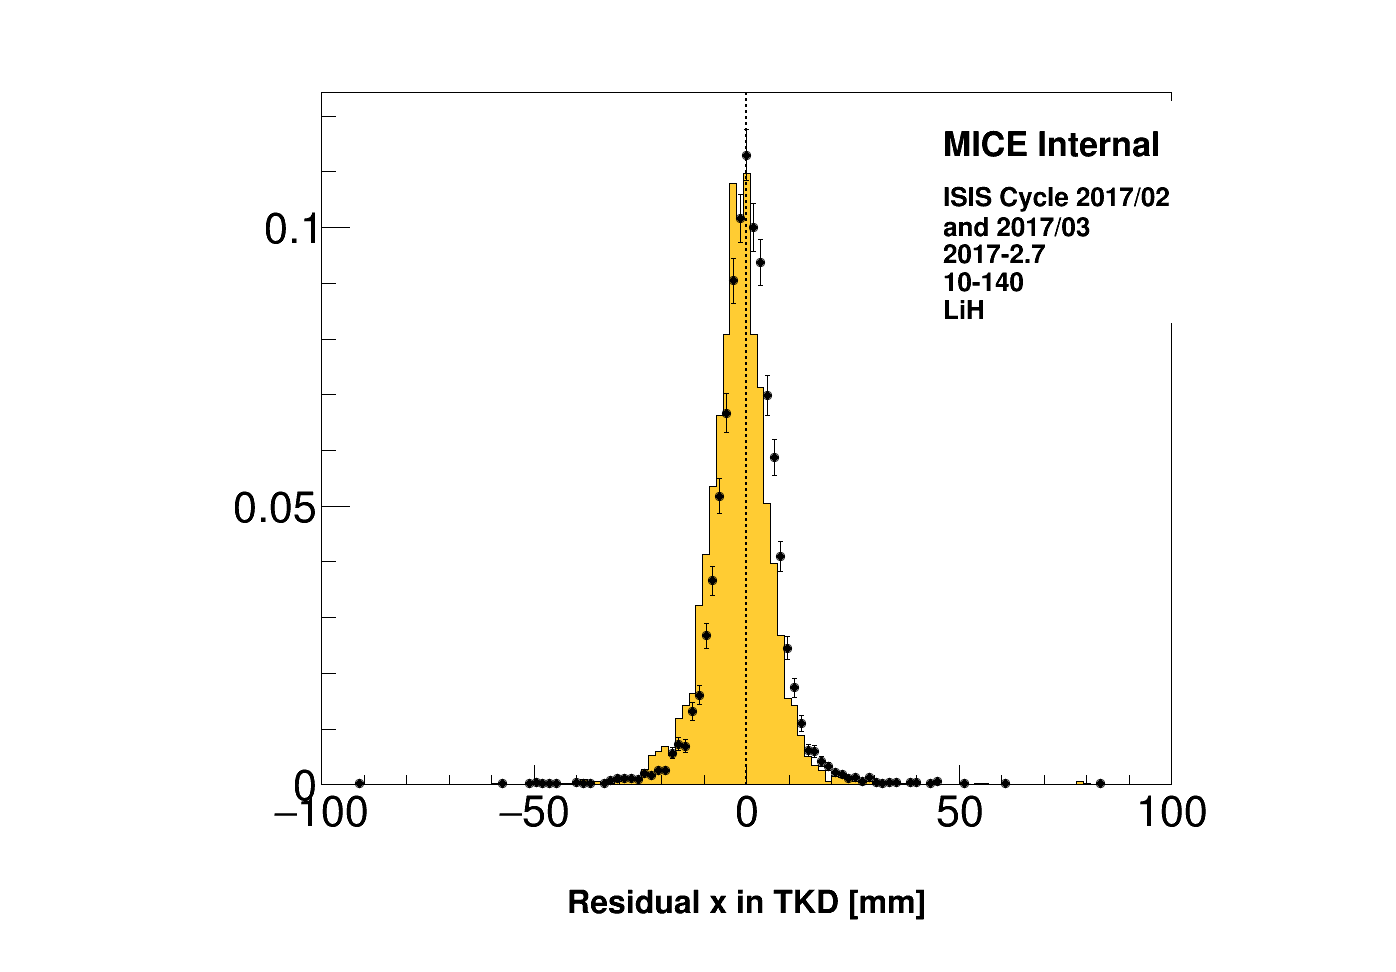 MICE Internal
ISIS Cycle 2017/02
and 2017/03
2017-2.7
10-140
LiH
0.1
0.05
0
−100 −50 0 50 100
Residual x in TKD [mm]